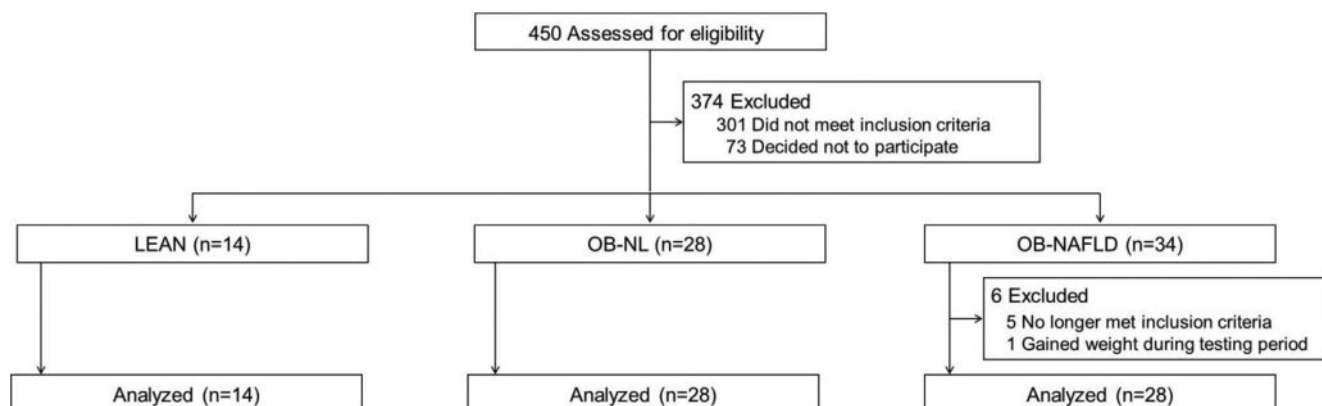 450 Assessed for eligibility
374 Excluded
301 Did not meet inclusion criteria
73 Decided not to participate
LEAN (n=14)
OB-NL (n=28)
OB-NAFLD (n=34)
6 Excluded
5 No longer met inclusion criteria
1 Gained weight during testing period
Analyzed (n=14)
Analyzed (n=28)
Analyzed (n=28)